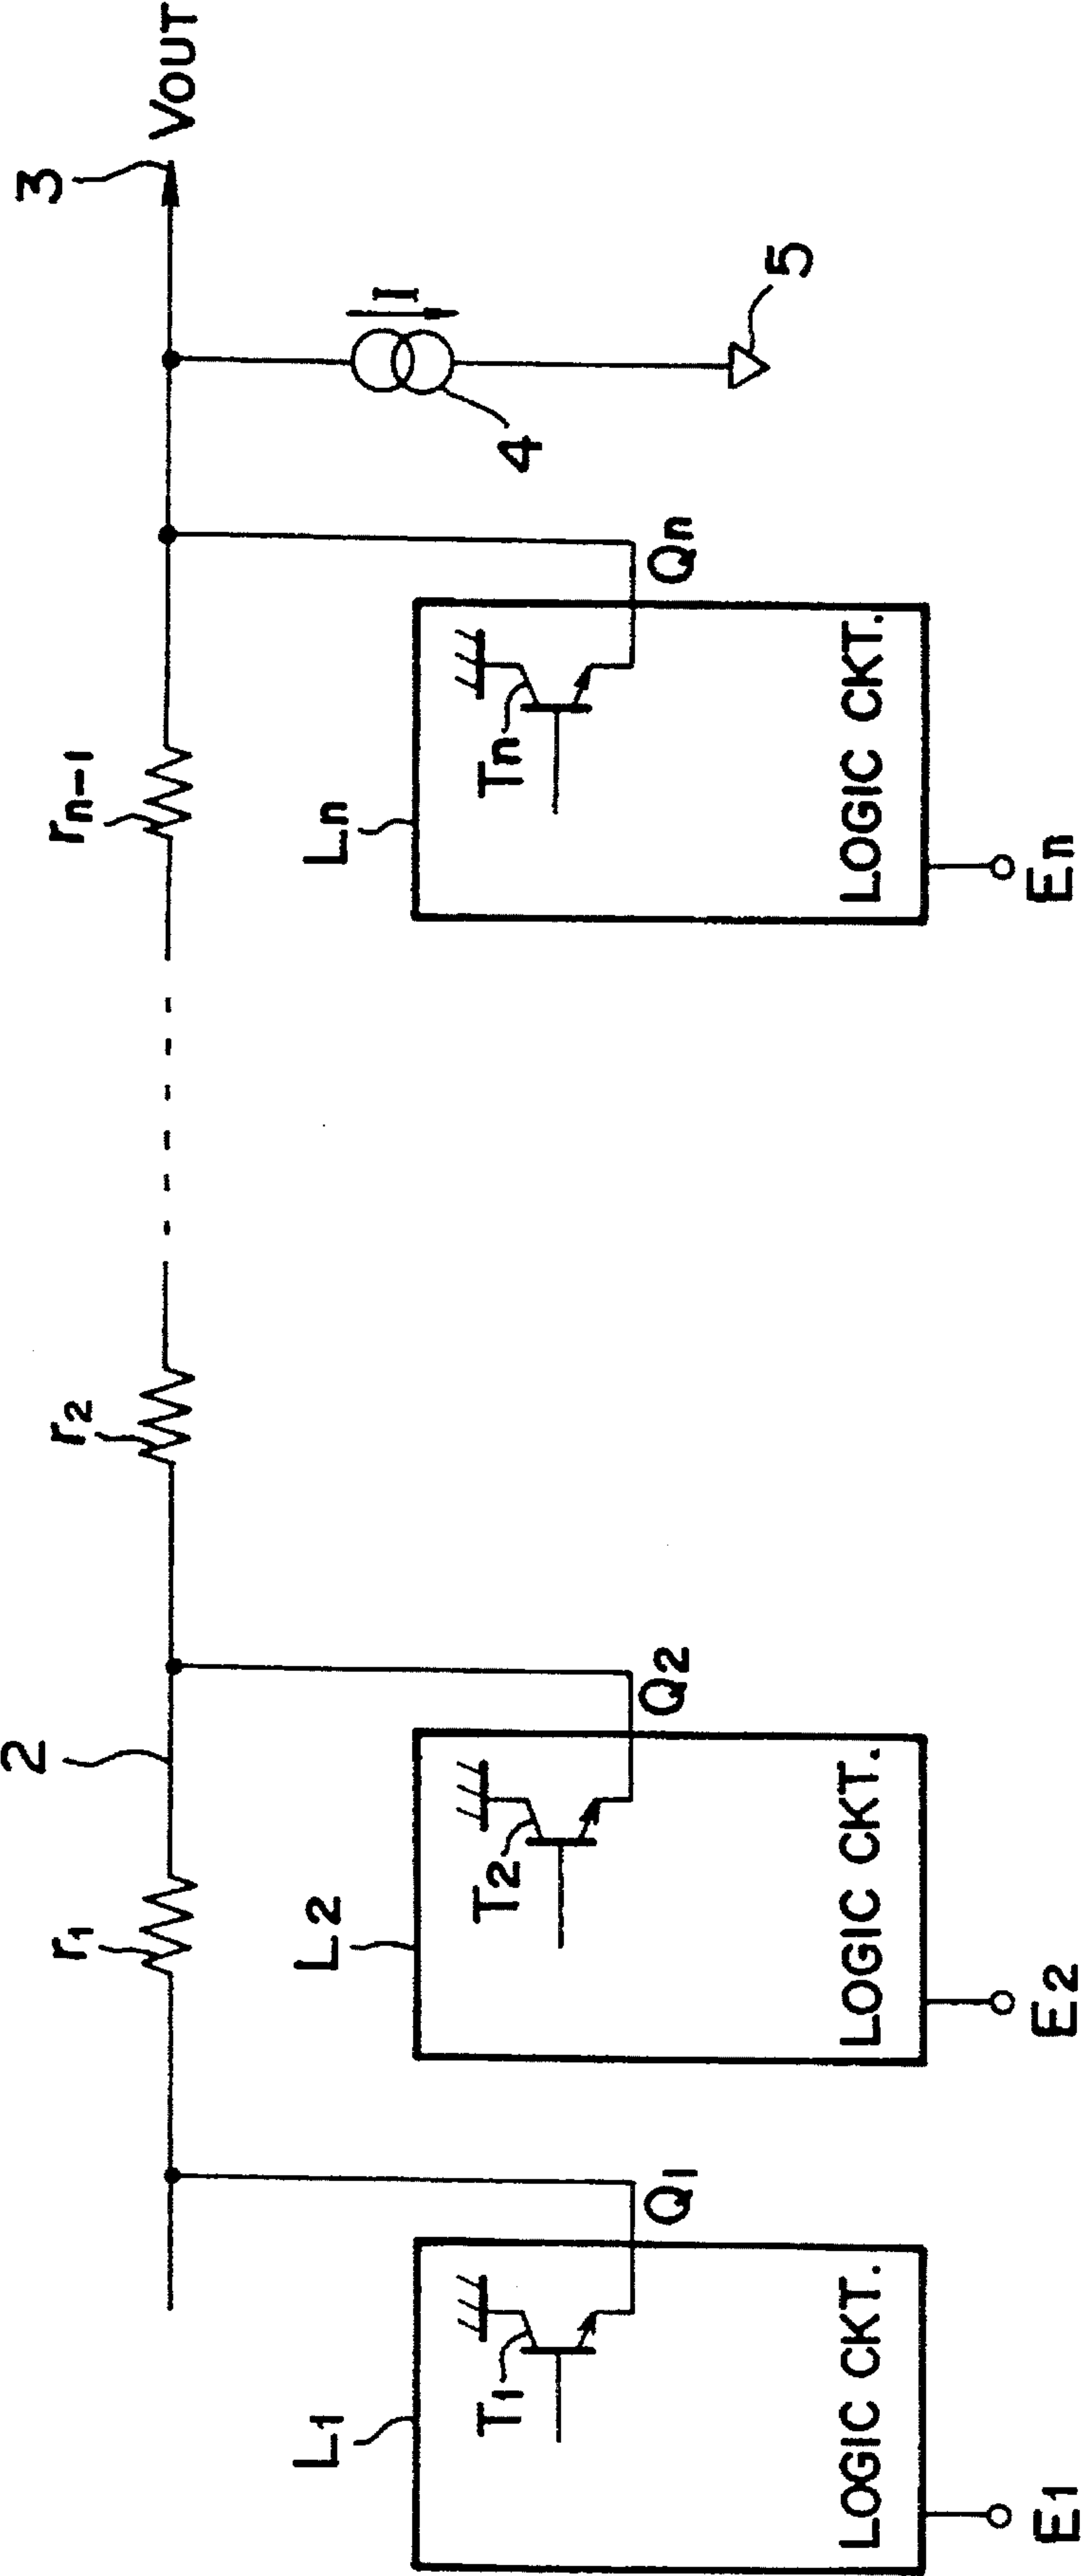 3
VOUT
rn-1
r2
2
r1
I
4
5
Ln
Tn
Qn
LOGIC CKT.
En
L2
T2
Q2
LOGIC CKT.
E2
L1
T1
Q1
LOGIC CKT.
E1